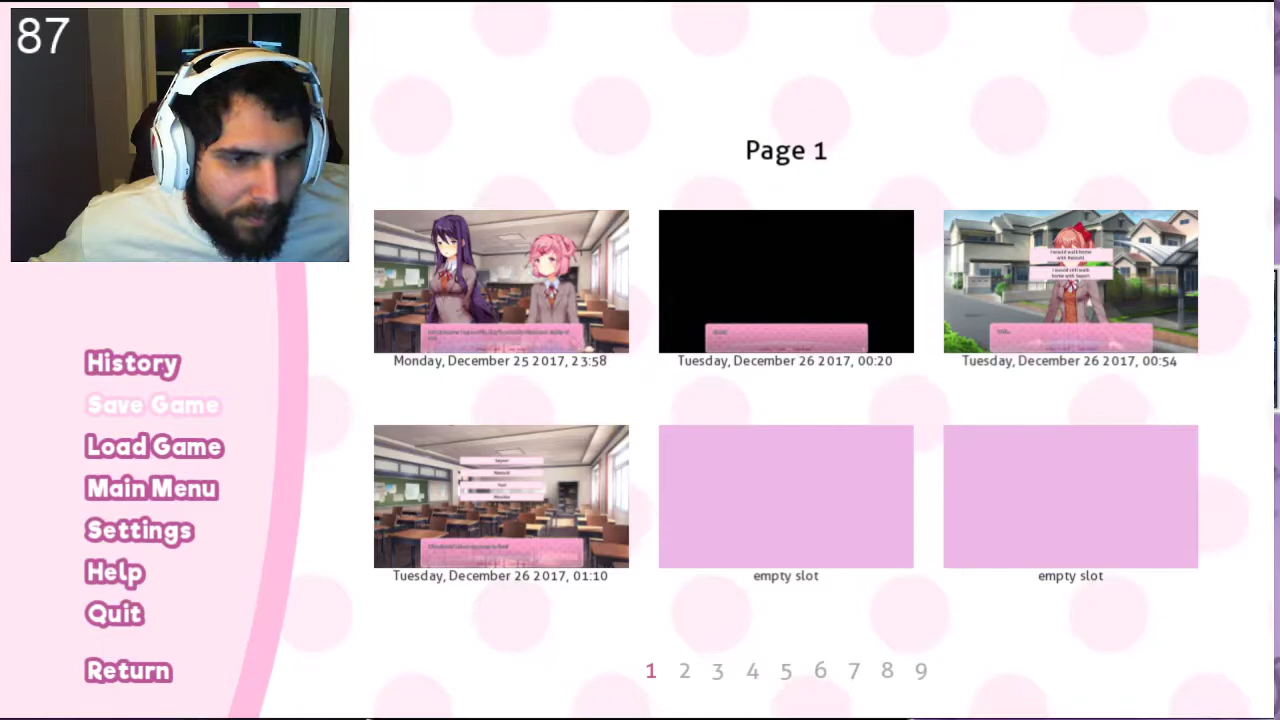 87
Page 1
Monday, December 25 2017, 23:58
Tuesday, December 26 2017, 00:20
Tuesday, December 26 2017, 00:54
Tuesday, December 26 2017, 01:10
empty slot
empty slot
History
Save Game
Load Game
Main Menu
Settings
Help
Quit
Return
1 2 3 4 5 6 7 8 9